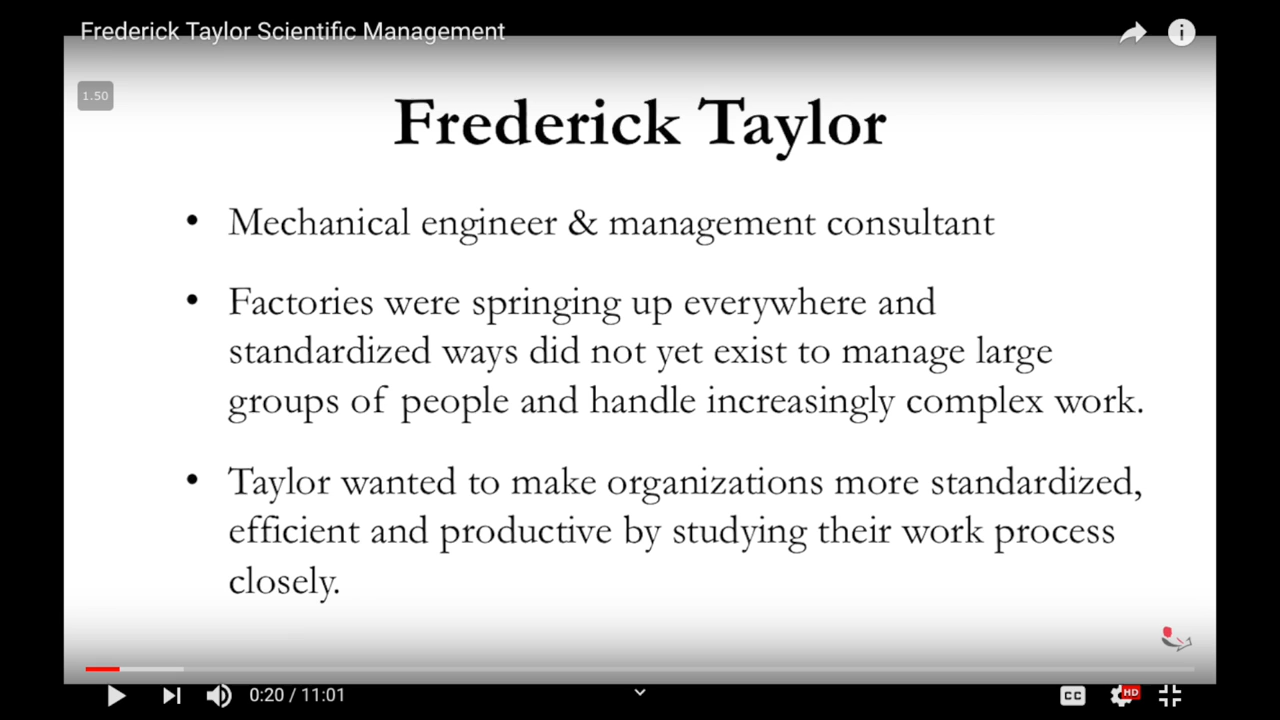 Frederick Taylor Scientific Management
1.50
Frederick Taylor
• Mechanical engineer & management consultant
• Factories were springing up everywhere and
standardized ways did not yet exist to manage large
groups of people and handle increasingly complex work.
• Taylor wanted to make organizations more standardized,
efficient and productive by studying their work process
closely.
0:20 / 11:01
CC
HD